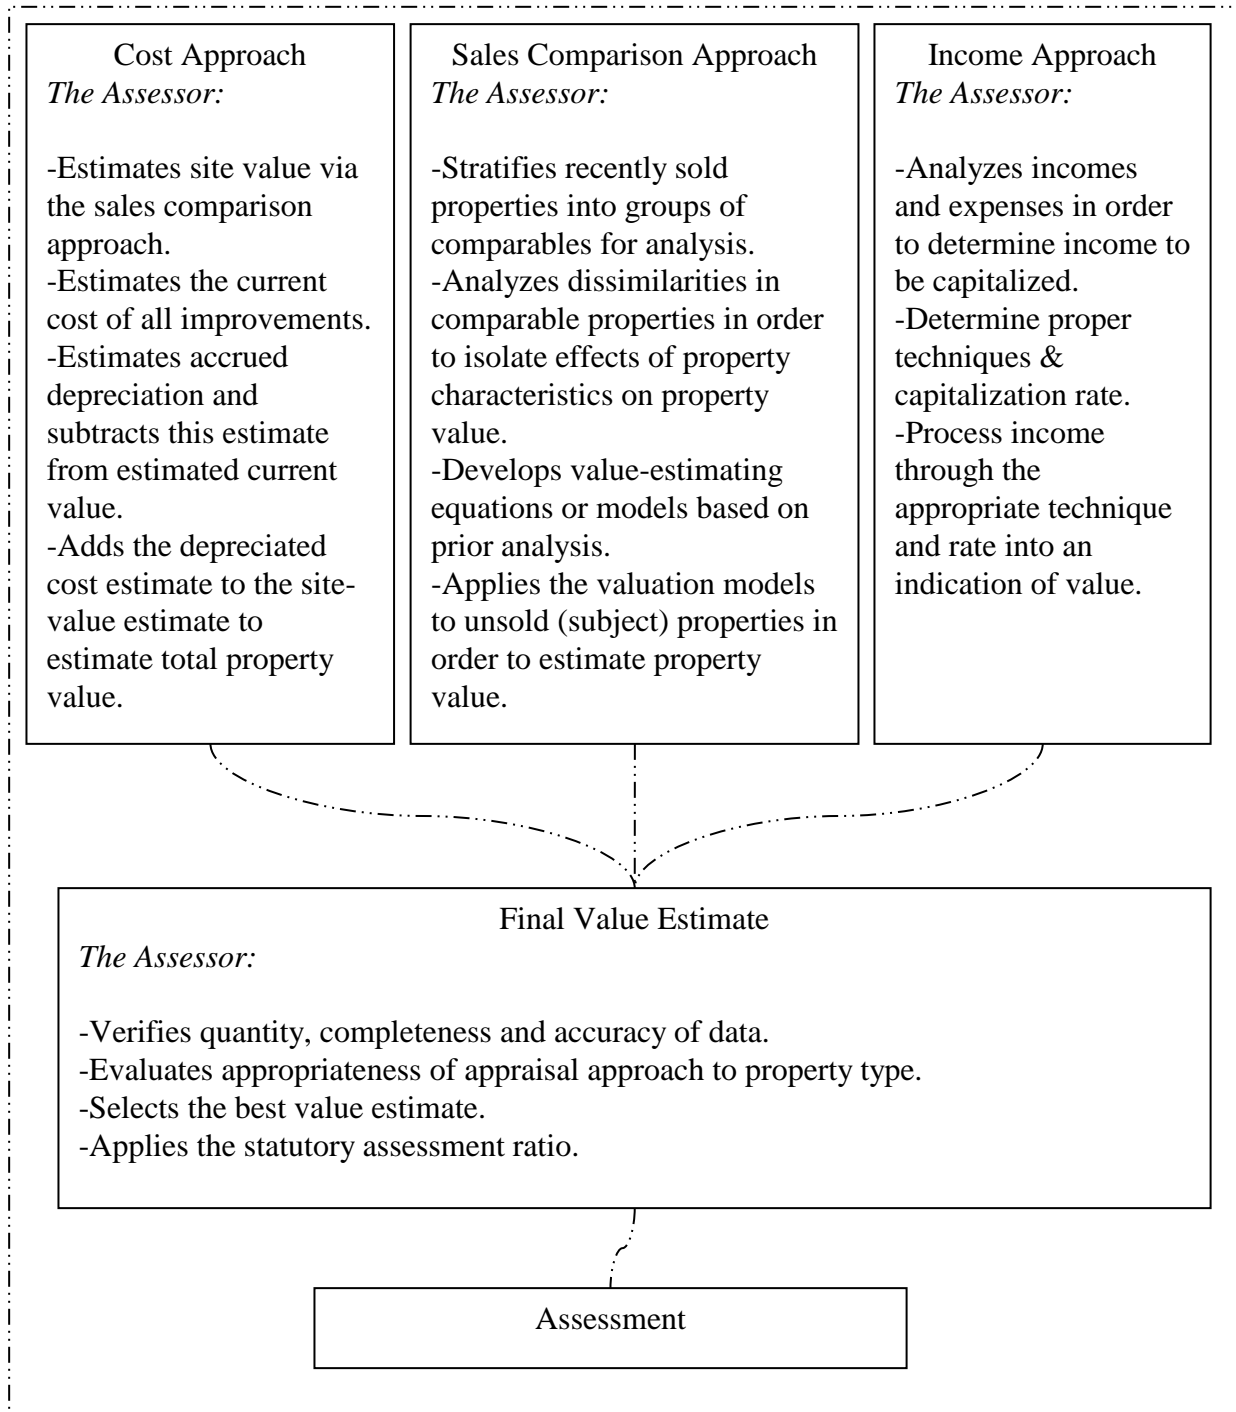 Cost Approach
The Assessor:
-Estimates site value via
the sales comparison
approach.
-Estimates the current
cost of all improvements.
-Estimates accrued
depreciation and
subtracts this estimate
from estimated current
value.
-Adds the depreciated
cost estimate to the site-
value estimate to
estimate total property
value.
Sales Comparison Approach
The Assessor:
-Stratifies recently sold
properties into groups of
comparables for analysis.
-Analyzes dissimilarities in
comparable properties in order
to isolate effects of property
characteristics on property
value.
-Develops value-estimating
equations or models based on
prior analysis.
-Applies the valuation models
to unsold (subject) properties in
order to estimate property
value.
Income Approach
The Assessor:
-Analyzes incomes
and expenses in order
to determine income to
be capitalized.
-Determine proper
techniques &
capitalization rate.
-Process income
through the
appropriate technique
and rate into an
indication of value.
Final Value Estimate
The Assessor:
-Verifies quantity, completeness and accuracy of data.
-Evaluates appropriateness of appraisal approach to property type.
-Selects the best value estimate.
-Applies the statutory assessment ratio.
Assessment